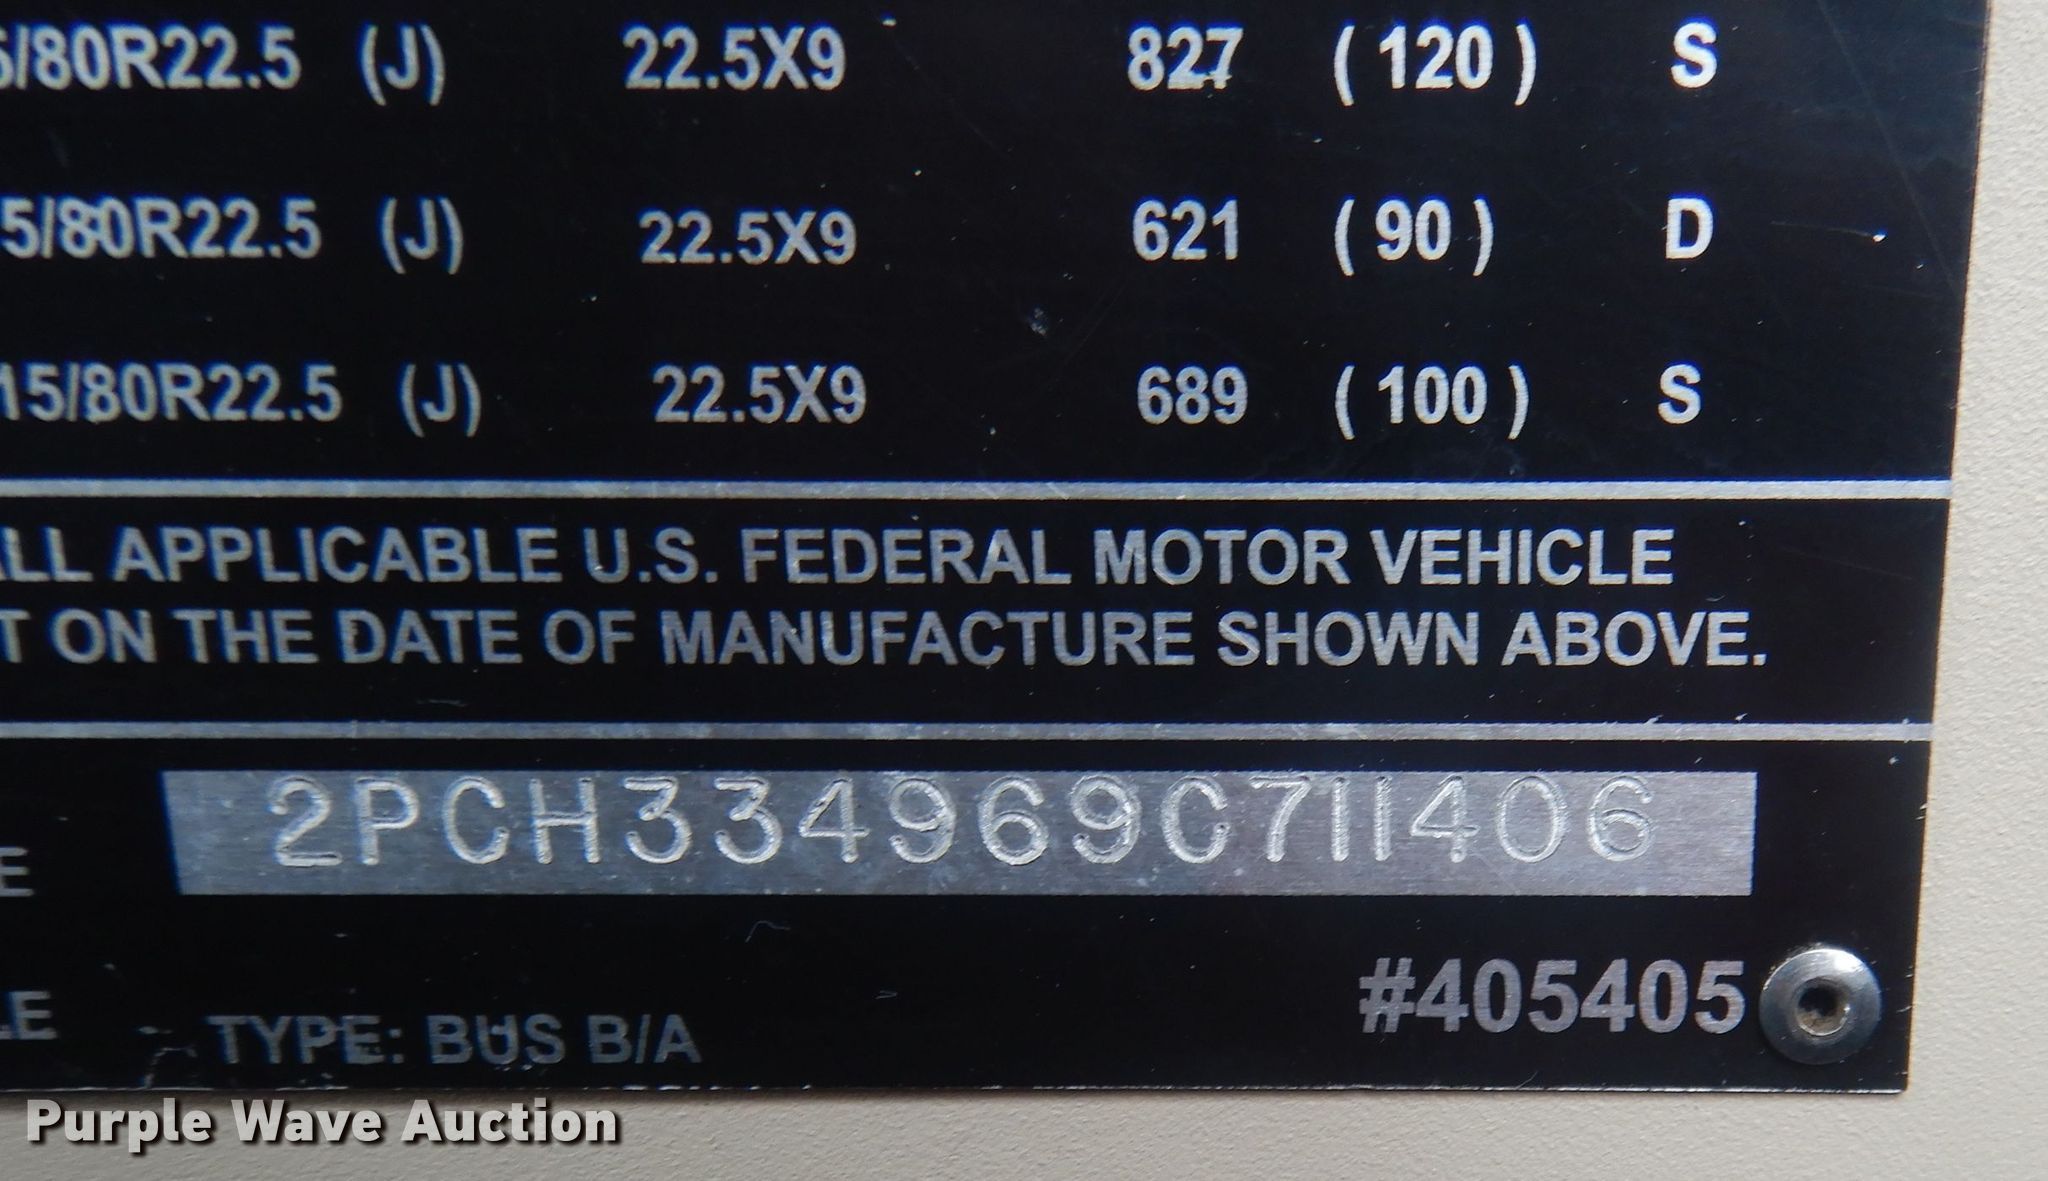 5/80R22.5 (J) 22.5X9 827 ( 120 ) S
5/80R22.5 (J) 22.5X9 621 ( 90 ) D
15/80R22.5 (J) 22.5X9 689 ( 100 ) S
ALL APPLICABLE U.S. FEDERAL MOTOR VEHICLE
T ON THE DATE OF MANUFACTURE SHOWN ABOVE.
2PCH334969C711406
E
#405405
LE
TYPE: BUS B/A
Purple Wave Auction